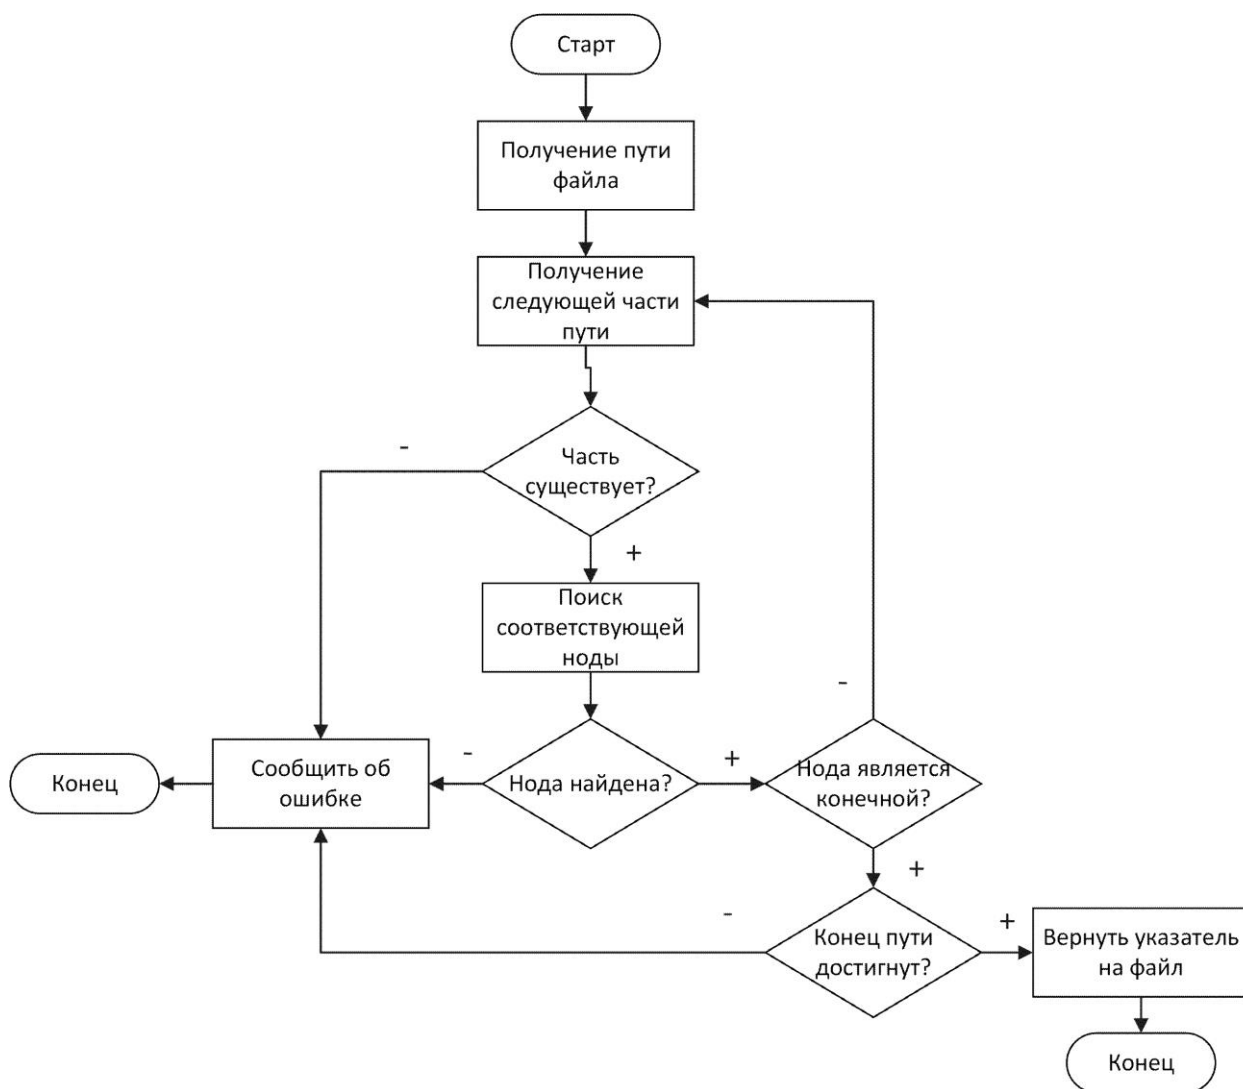 Старт
Получение пути
файла
Получение
следующей части
пути
-
Часть
существует?
+
Поиск
соответствующей
ноды
-
Конец
Сообщить об
ошибке
-
Нода найдена?
+
Нода является
конечной?
+
-
Конец пути
достигнут?
+
Вернуть указатель
на файл
Конец